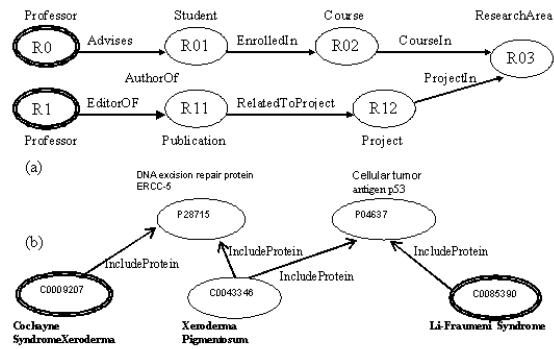 Professor
Student
Course
ResearchArea
R0
Advises
R01
EnrolledIn
R02
CourseIn
R03
AuthorOf
ProjectIn
R1
EditorOF
R11
RelatedToProject
R12
Professor
Publication
Project
(a)
DNA excision repair protein
ERCC-5
Cellular tumor
antigen p53
P28715
P04637
(b)
IncludeProtein
IncludeProtein
IncludeProtein
IncludeProtein
C0009207
C0043346
C0085390
Cockayne
SyndromeXeroderma
Xeroderma
Pigmentosum
Li-Fraumeni Syndrome